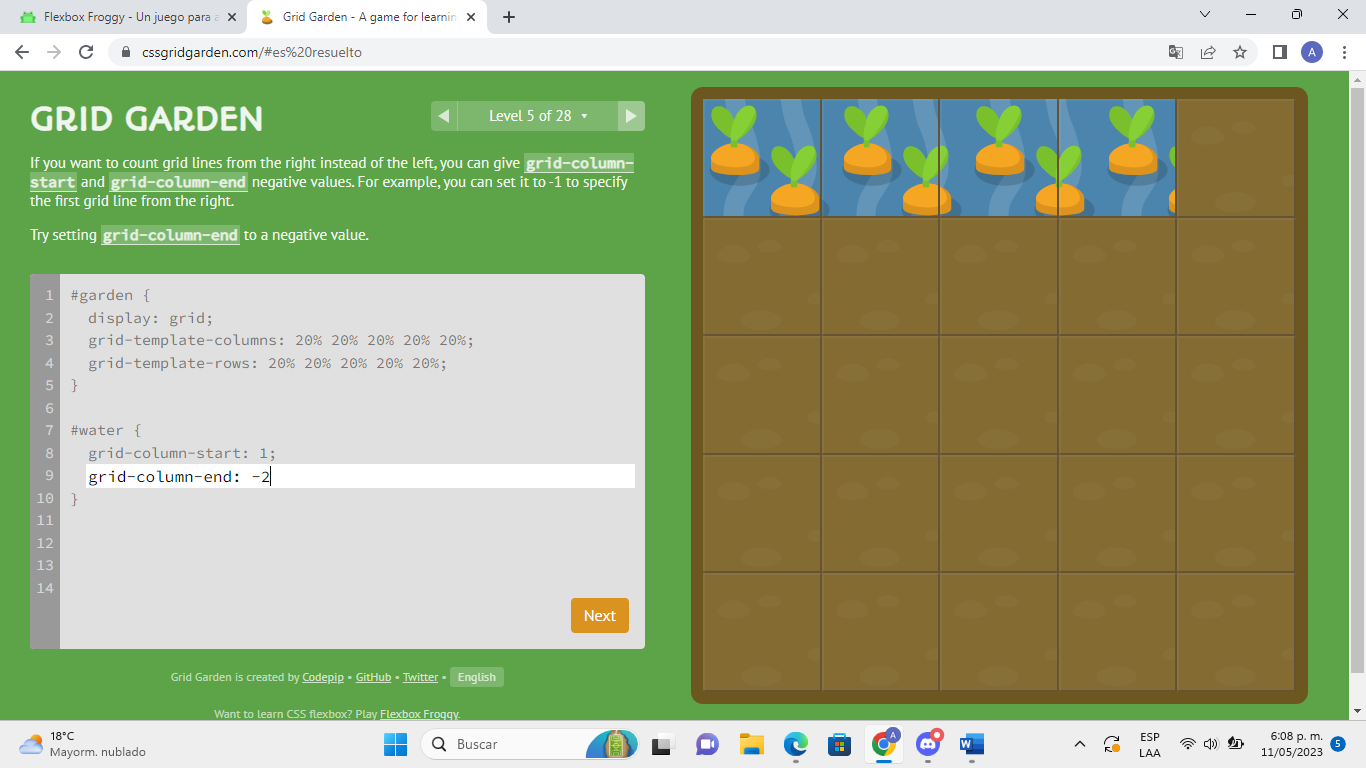 Flexbox Froggy - Un juego para a
Grid Garden - A game for learnin
cssgridgarden.com/#es%20resuelto
A
GRID GARDEN
◀ Level 5 of 28 ▼ ▶
If you want to count grid lines from the right instead of the left, you can give grid-column-
start and grid-column-end negative values. For example, you can set it to -1 to specify
the first grid line from the right.
Try setting grid-column-end to a negative value.
1 #garden {
2 display: grid;
3 grid-template-columns: 20% 20% 20% 20% 20%;
4 grid-template-rows: 20% 20% 20% 20% 20%;
5 }
6
7 #water {
8 grid-column-start: 1;
9 grid-column-end: -2
10 }
11
12
13
14
Next
Grid Garden is created by Codepip • GitHub • Twitter • English
Want to learn CSS flexbox? Play Flexbox Froggy.
18°C
Mayorm. nublado
Buscar
A
W
ESP
LAA
6:08 p. m.
11/05/2023
5